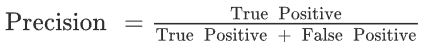 Precision = True Positive / True Positive + False Positive